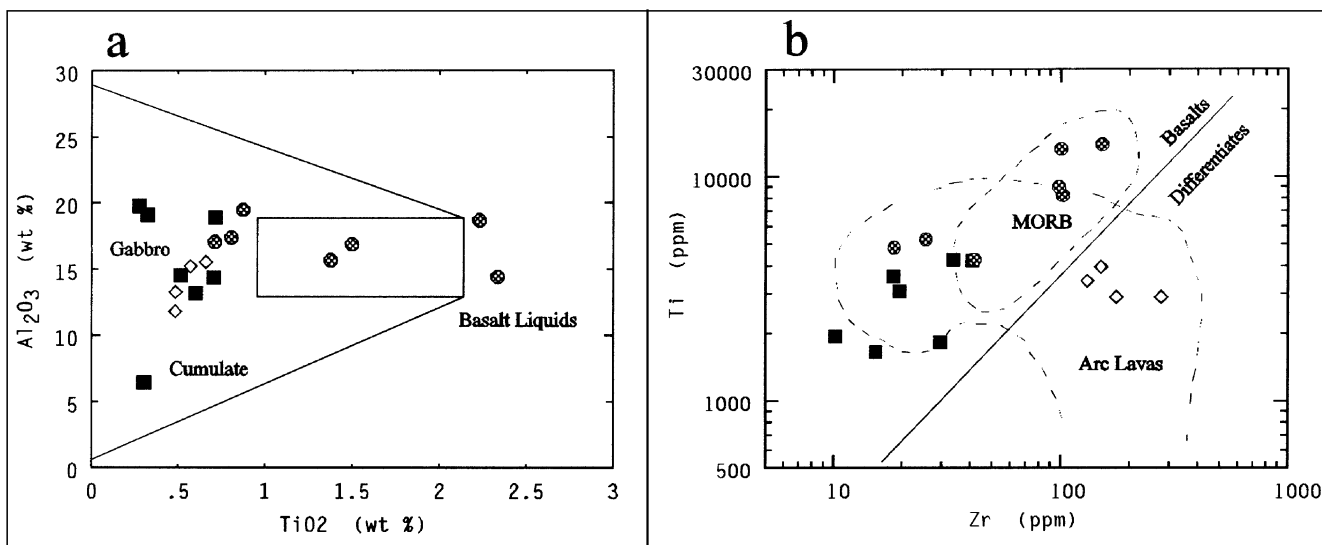 a
30
25
20
15
10
5
0
Al2O3 (wt %)
Gabbro
Cumulate
Basalt Liquids
0 .5 1 1.5 2 2.5 3
TiO2 (wt %)
b
30000
10000
1000
500
Ti (ppm)
Basalts
Differentiates
MORB
Arc Lavas
10 100 1000
Zr (ppm)